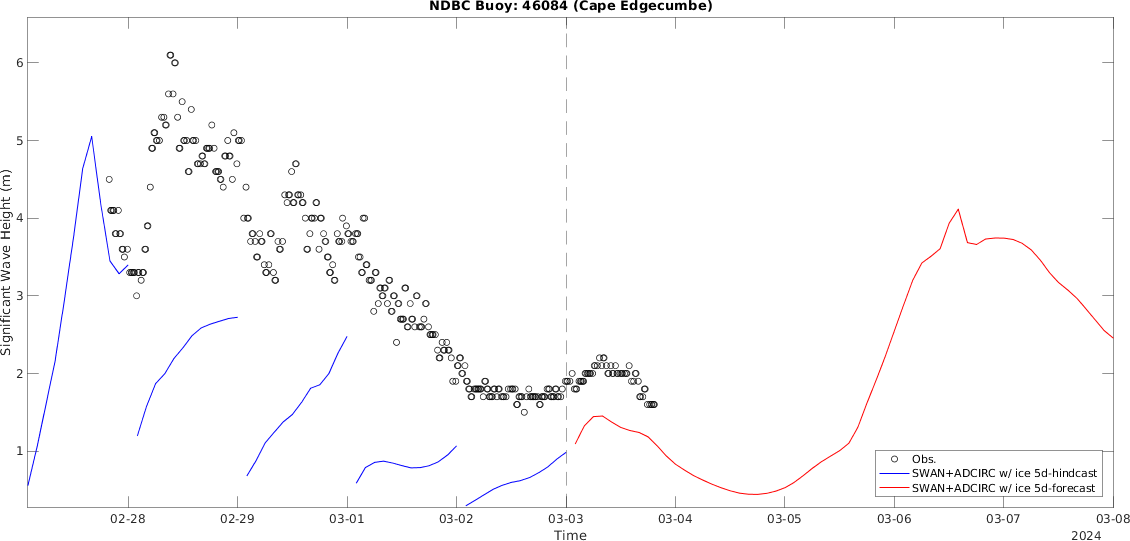 NDBC Buoy: 46084 (Cape Edgecumbe)
Significant Wave Height (m)
6
5
4
3
2
1
Obs.
SWAN+ADCIRC w/ ice 5d-hindcast
SWAN+ADCIRC w/ ice 5d-forecast
02-28 02-29 03-01 03-02 03-03 03-04 03-05 03-06 03-07 03-08
Time
2024